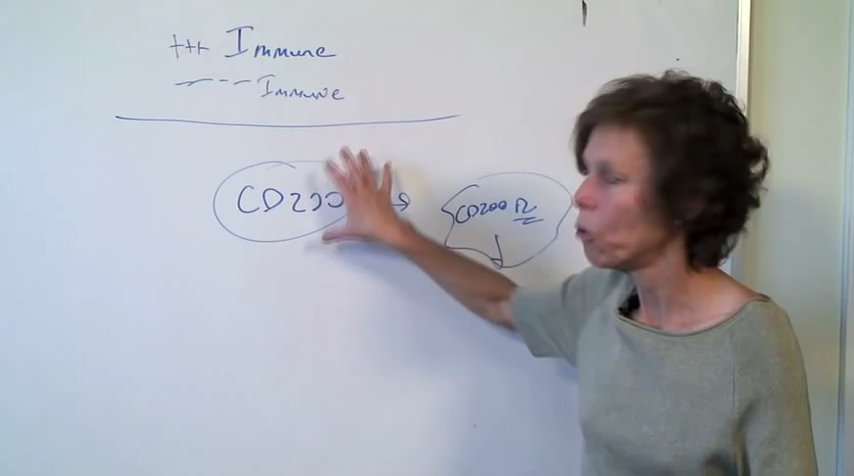 +++ Immune
---- Immune
CD200 → CD200 R